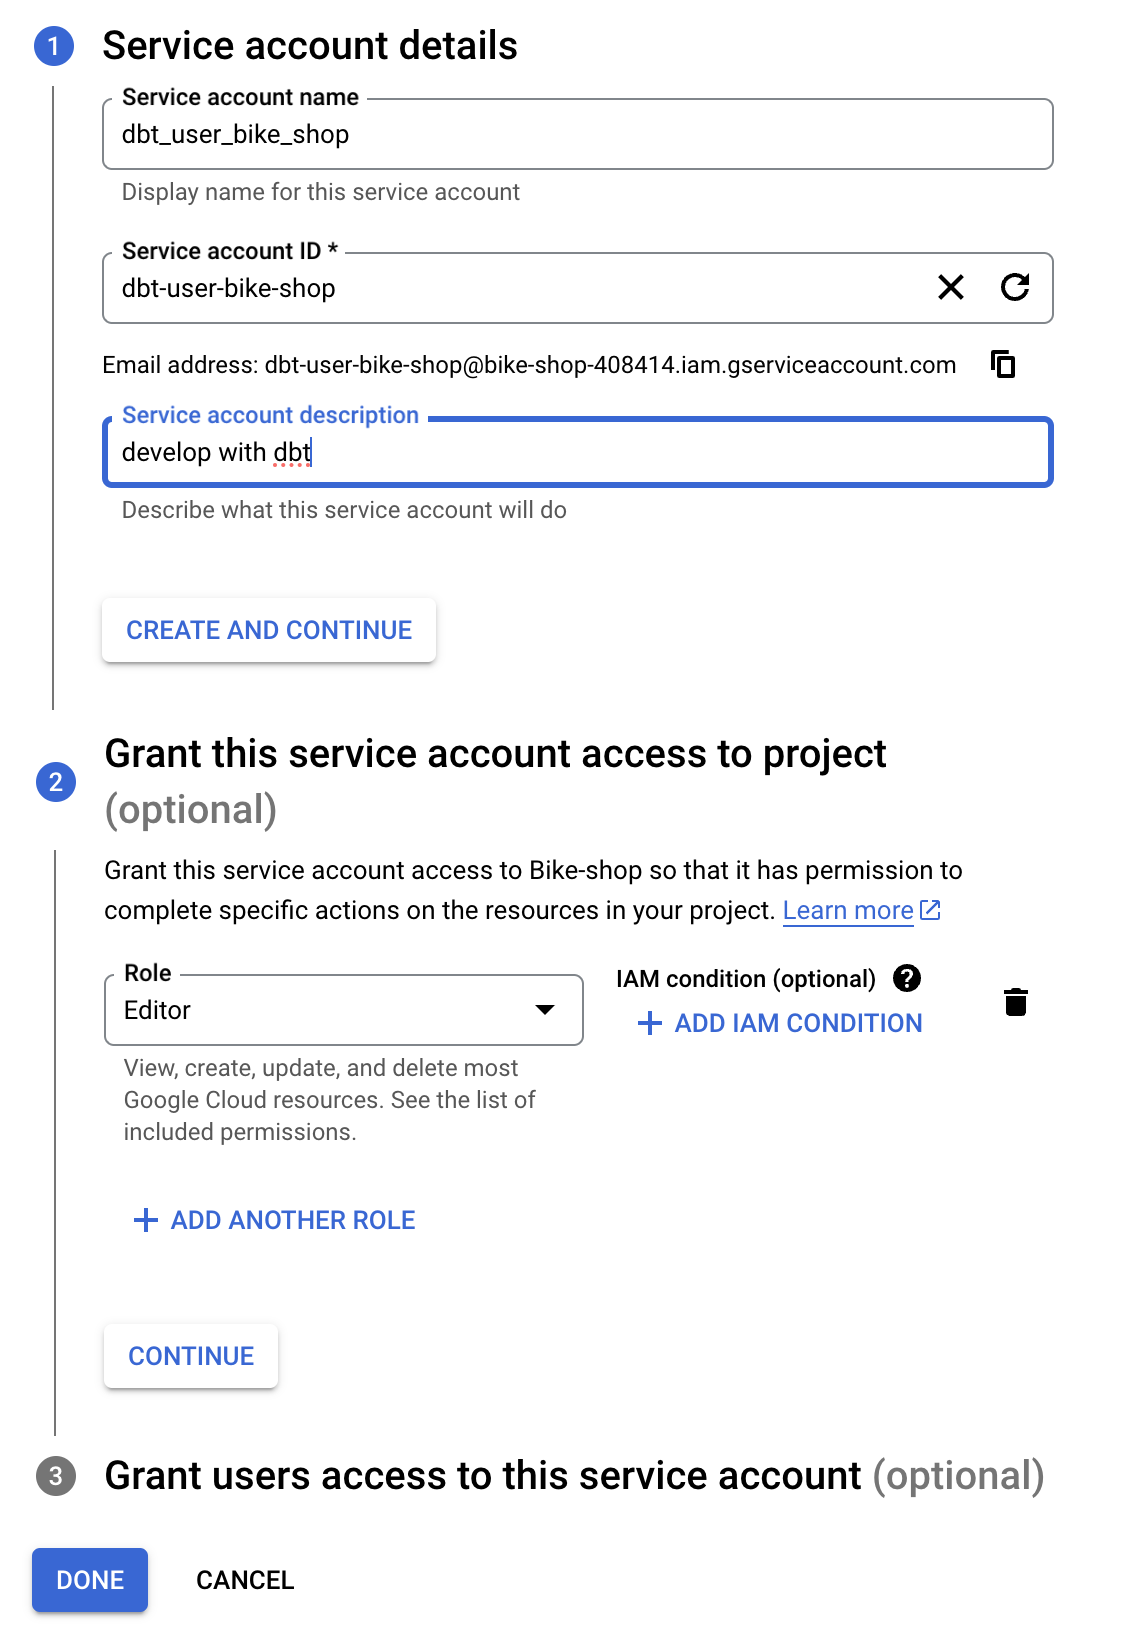 1
Service account details
Service account name
dbt_user_bike_shop
Display name for this service account
Service account ID *
dbt-user-bike-shop
Email address: dbt-user-bike-shop@bike-shop-408414.iam.gserviceaccount.com
Service account description
develop with dbt
Describe what this service account will do
CREATE AND CONTINUE
2
Grant this service account access to project
(optional)
Grant this service account access to Bike-shop so that it has permission to
complete specific actions on the resources in your project. Learn more
Role
Editor
IAM condition (optional) ?
+ ADD IAM CONDITION
View, create, update, and delete most
Google Cloud resources. See the list of
included permissions.
+ ADD ANOTHER ROLE
CONTINUE
3
Grant users access to this service account (optional)
DONE
CANCEL